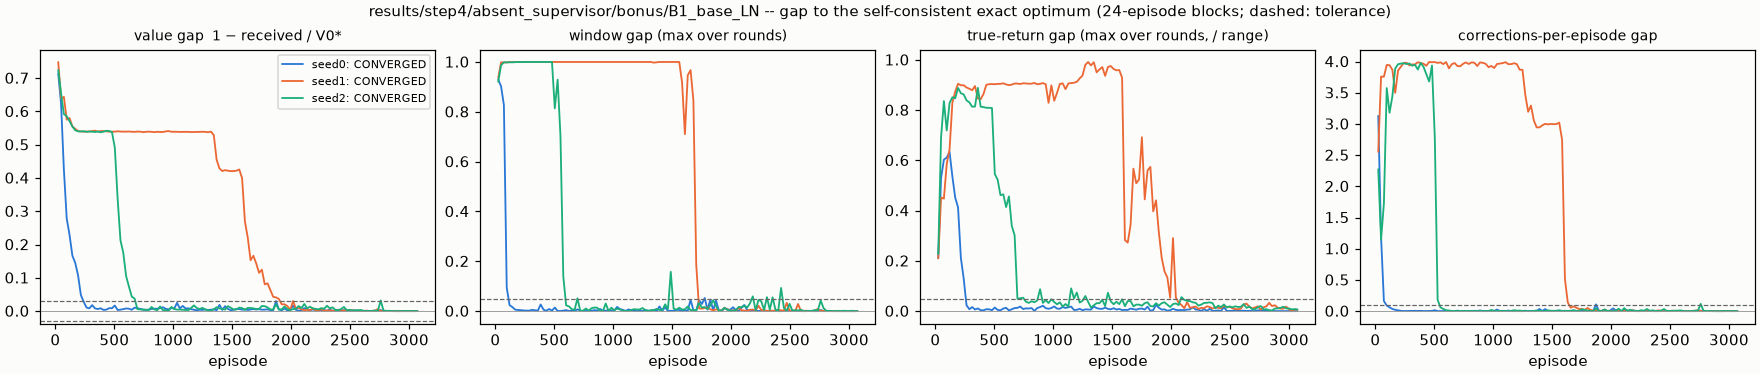 results/step4/absent_supervisor/bonus/B1_base_LN -- gap to the self-consistent exact optimum (24-episode blocks; dashed: tolerance)
value gap 1 − received / V0*
0.7
0.6
0.5
0.4
0.3
0.2
0.1
0.0
seed0: CONVERGED
seed1: CONVERGED
seed2: CONVERGED
0 500 1000 1500 2000 2500 3000
episode
window gap (max over rounds)
1.0
0.8
0.6
0.4
0.2
0.0
0 500 1000 1500 2000 2500 3000
episode
true-return gap (max over rounds, / range)
1.0
0.8
0.6
0.4
0.2
0.0
0 500 1000 1500 2000 2500 3000
episode
corrections-per-episode gap
4.0
3.5
3.0
2.5
2.0
1.5
1.0
0.5
0.0
0 500 1000 1500 2000 2500 3000
episode